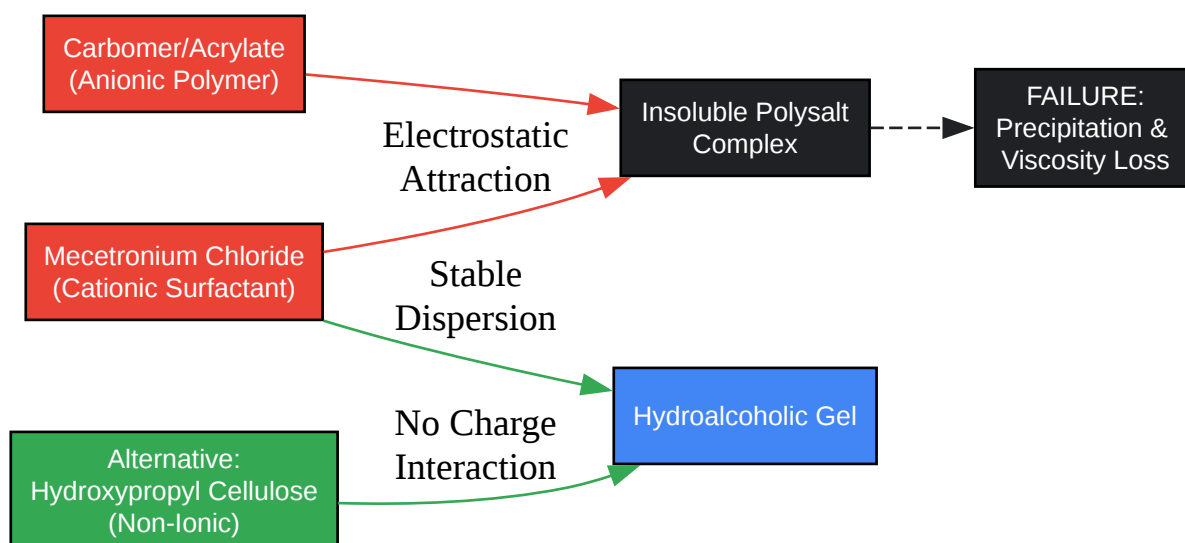 Carbomer/Acrylate
(Anionic Polymer)
Electrostatic
Attraction
Insoluble Polysalt
Complex
FAILURE:
Precipitation &
Viscosity Loss
Mecetronium Chloride
(Cationic Surfactant)
Stable
Dispersion
Hydroalcoholic Gel
No Charge
Interaction
Alternative:
Hydroxypropyl Cellulose
(Non-Ionic)